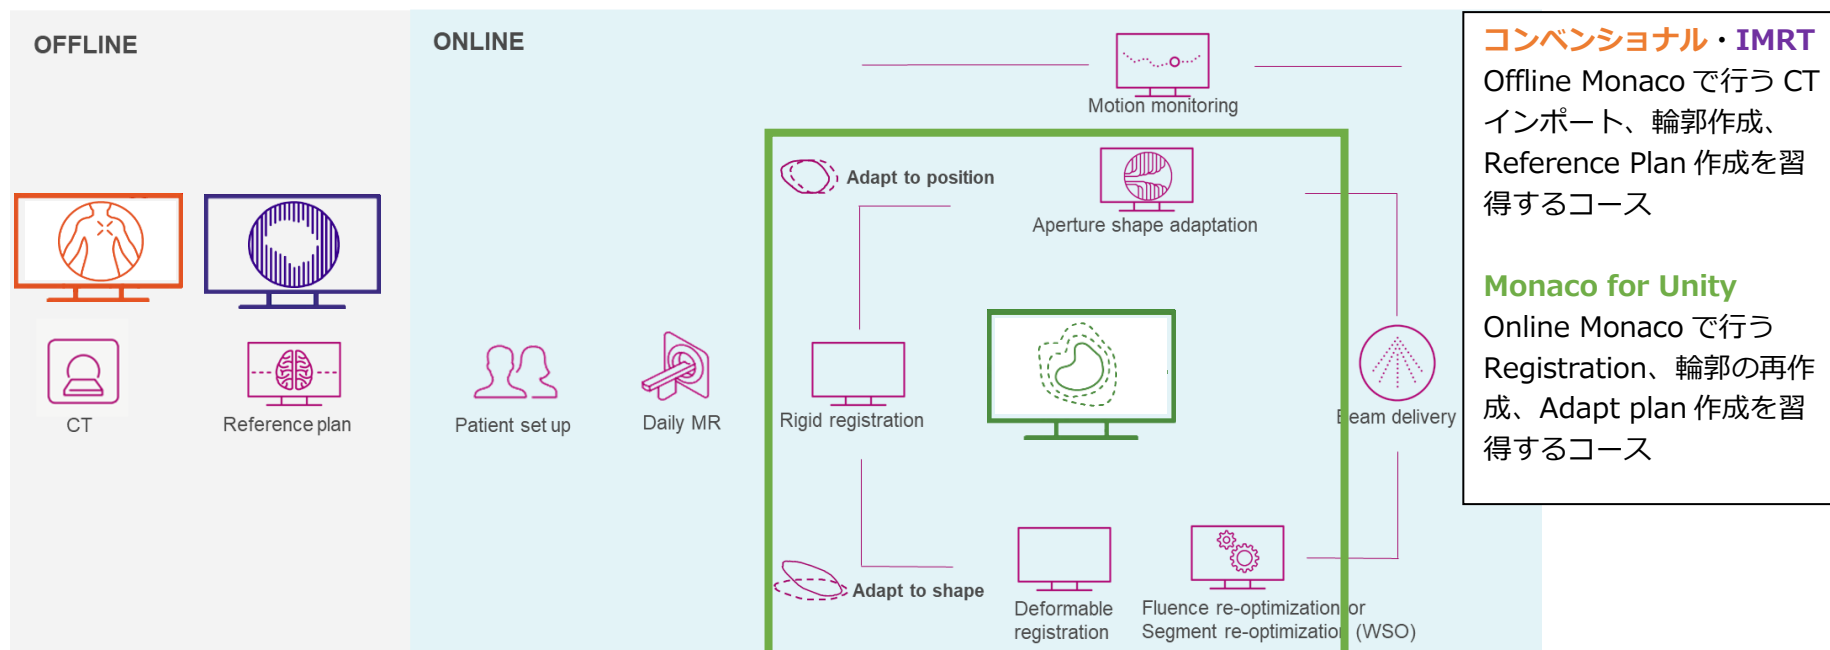 OFFLINE
ONLINE
Motion monitoring
Adapt to position
Aperture shape adaptation
CT
Reference plan
Patient set up
Daily MR
Rigid registration
Beam delivery
Adapt to shape
Deformable
registration
Fluence re-optimization or
Segment re-optimization (WSO)
コンベンショナル・IMRT
Offline Monaco で行う CT
インポート、輪郭作成、
Reference Plan 作成を習
得するコース
Monaco for Unity
Online Monaco で行う
Registration、輪郭の再作
成、Adapt plan 作成を習
得するコース